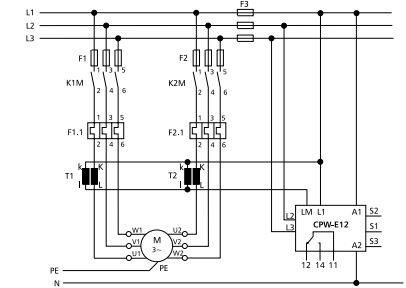 F3
L1
L2
L3
F1
F2
1 3 5
1 3 5
K1M
K2M
2 4 6
2 4 6
1 3 5
1 3 5
F1.1
F2.1
2 4 6
2 4 6
k K
k K
T1
T2
l L
l L
LM L1 A1
S2
L2
CPW-E12
S1
L3
S3
A2
12 14 11
W1
U2
V1
M
V2
3~
U1
W2
PE
PE
N